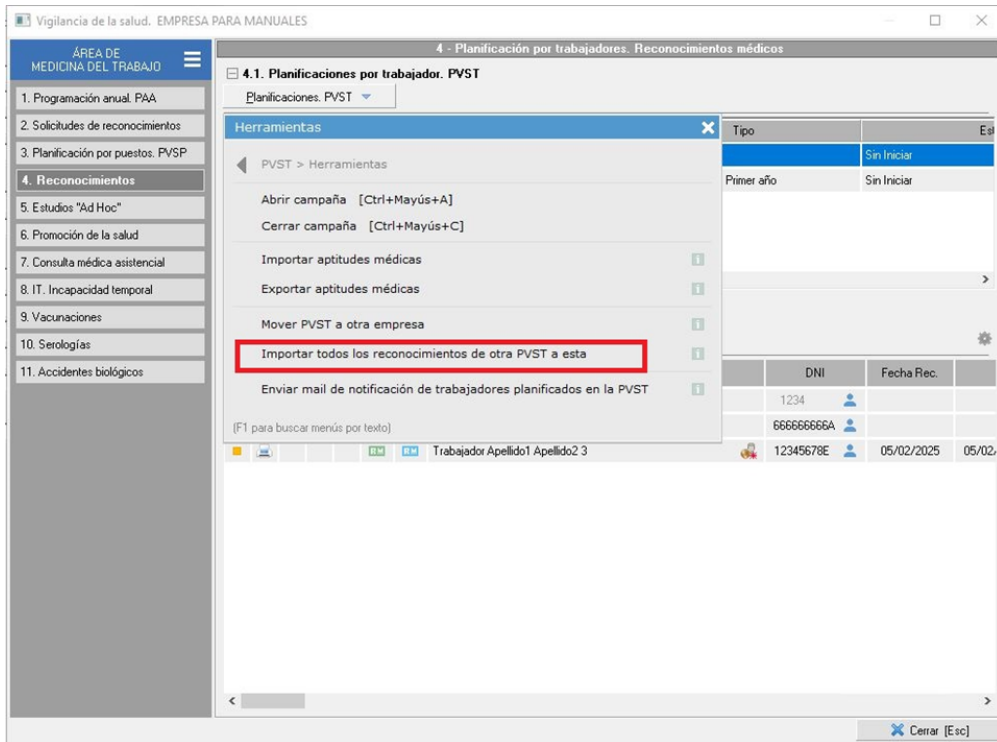 Vigilancia de la salud. EMPRESA PARA MANUALES
ÁREA DE
MEDICINA DEL TRABAJO
1. Programación anual. PAA
2. Solicitudes de reconocimientos
3. Planificación por puestos. PVSP
4. Reconocimientos
5. Estudios "Ad Hoc"
6. Promoción de la salud
7. Consulta médica asistencial
8. IT. Incapacidad temporal
9. Vacunaciones
10. Serologías
11. Accidentes biológicos
4 - Planificación por trabajadores. Reconocimientos médicos
4.1. Planificaciones por trabajador. PVST
Planificaciones. PVST
Herramientas
PVST > Herramientas
Abrir campaña [Ctrl+Mayús+A]
Cerrar campaña [Ctrl+Mayús+C]
Importar aptitudes médicas
Exportar aptitudes médicas
Mover PVST a otra empresa
Importar todos los reconocimientos de otra PVST a esta
Enviar mail de notificación de trabajadores planificados en la PVST
(F1 para buscar menús por texto)
Tipo
Sin Iniciar
Primer año Sin Iniciar
DNI Fecha Rec.
1234
666666666A
RM RM Trabajador Apellido1 Apellido2 3 12345678E 05/02/2025 05/02/
Cerrar [Esc]